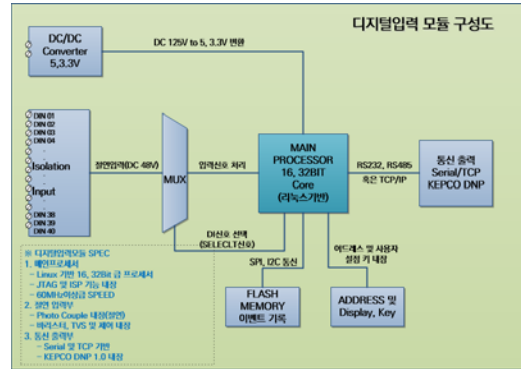 디지털입력 모듈 구성도
DC/DC
Converter
5,3.3V
DC 125V to 5, 3.3V 변환
DIN 01
DIN 02
DIN 03
DIN 04
Isolation
Input
DIN 38
DIN 39
DIN 40
절연입력(DC 48V)
MUX
입력신호 처리
MAIN
PROCESSOR
16, 32BIT
Core
(리눅스기반)
RS232, RS485
혹은 TCP/IP
통신 출력
Serial/TCP
KEPCO DNP
DI신호 선택
(SELECLT신호)
어드레스 및 사용자
설정 키 내장
SPI, I2C 통신
FLASH
MEMORY
이벤트 기록
ADDRESS 및
Display, Key
※ 디지털입력모듈 SPEC
1. 메인프로세서
– Linux 기반 16, 32Bit 급 프로세서
– JTAG 및 ISP 기능 내장
– 60MHz이상급 SPEED
2. 절연 입력부
– Photo Couple 내장(절연)
– 바리스터, TVS 및 제어 내장
3. 통신 출력부
– Serial 및 TCP 기반
– KEPCO DNP 1.0 내장